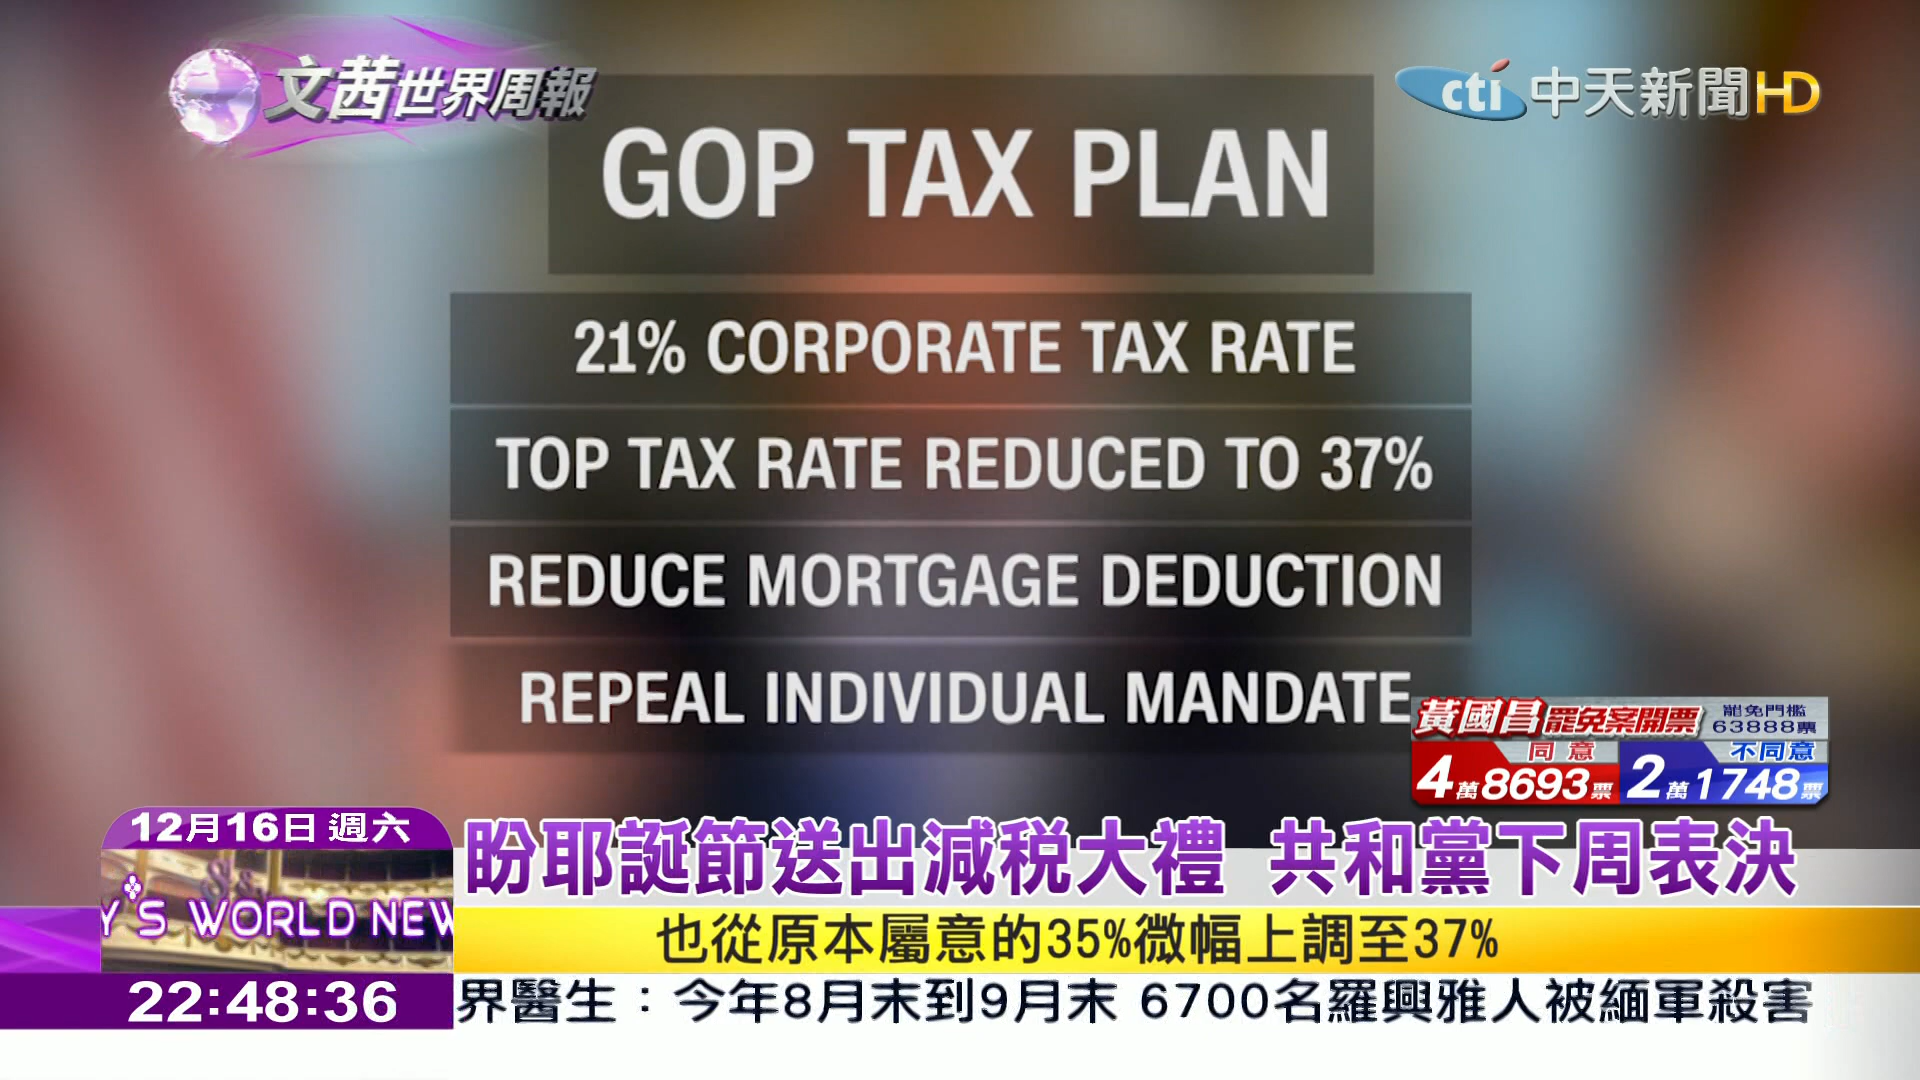 文茜世界周報
cti 中天新聞HD
GOP TAX PLAN
21% CORPORATE TAX RATE
TOP TAX RATE REDUCED TO 37%
REDUCE MORTGAGE DEDUCTION
REPEAL INDIVIDUAL MANDATE
黃國昌罷免案開票
罷免門檻
63888票
同意
4萬8693票
不同意
2萬1748票
12月16日 週六
盼耶誕節送出減稅大禮 共和黨下周表決
Y'S WORLD NEW
也從原本屬意的35%微幅上調至37%
22:48:36
界醫生：今年8月末到9月末 6700名羅興雅人被緬軍殺害